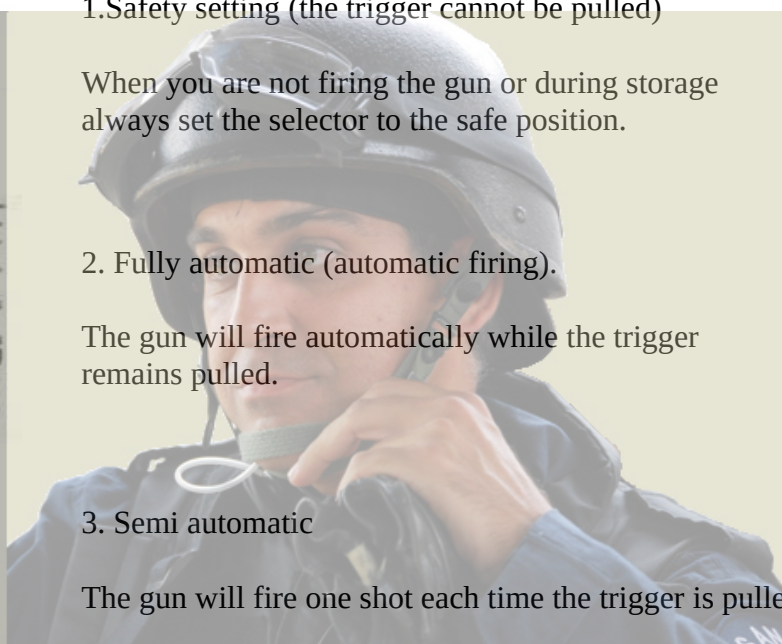 1.Safety setting (the trigger cannot be pulled)
When you are not firing the gun or during storage
always set the selector to the safe position.
2. Fully automatic (automatic firing).
The gun will fire automatically while the trigger
remains pulled.
3. Semi automatic
The gun will fire one shot each time the trigger is pulle